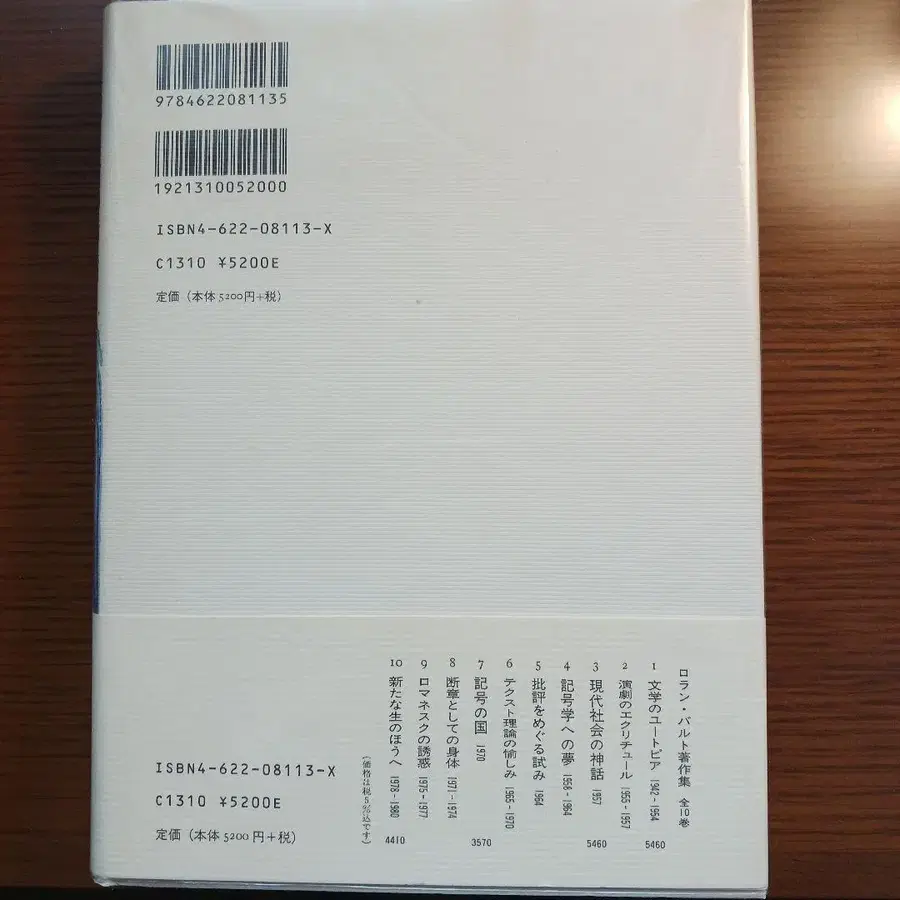 9784622081135
1921310052000
ISBN4-622-08113-X
C1310 ¥5200E
定価（本体5200円+税）
ロラン・バルト著作集 全10巻
1 文学のユートピア 1942-1954 5460
2 演劇のエクリチュール 1955-1957
3 現代社会の神話 1957 5460
4 記号学への夢 1958-1964
5 批評をめぐる試み 1964
6 テクスト理論の愉しみ 1965-1970
7 記号の国 1970 3570
8 断章としての身体 1971-1974
9 ロマネスクの誘惑 1975-1977
10 新たな生のほうへ 1978-1980 4410
（価格は税5%込です）
ISBN4-622-08113-X
C1310 ¥5200E
定価（本体5200円+税）